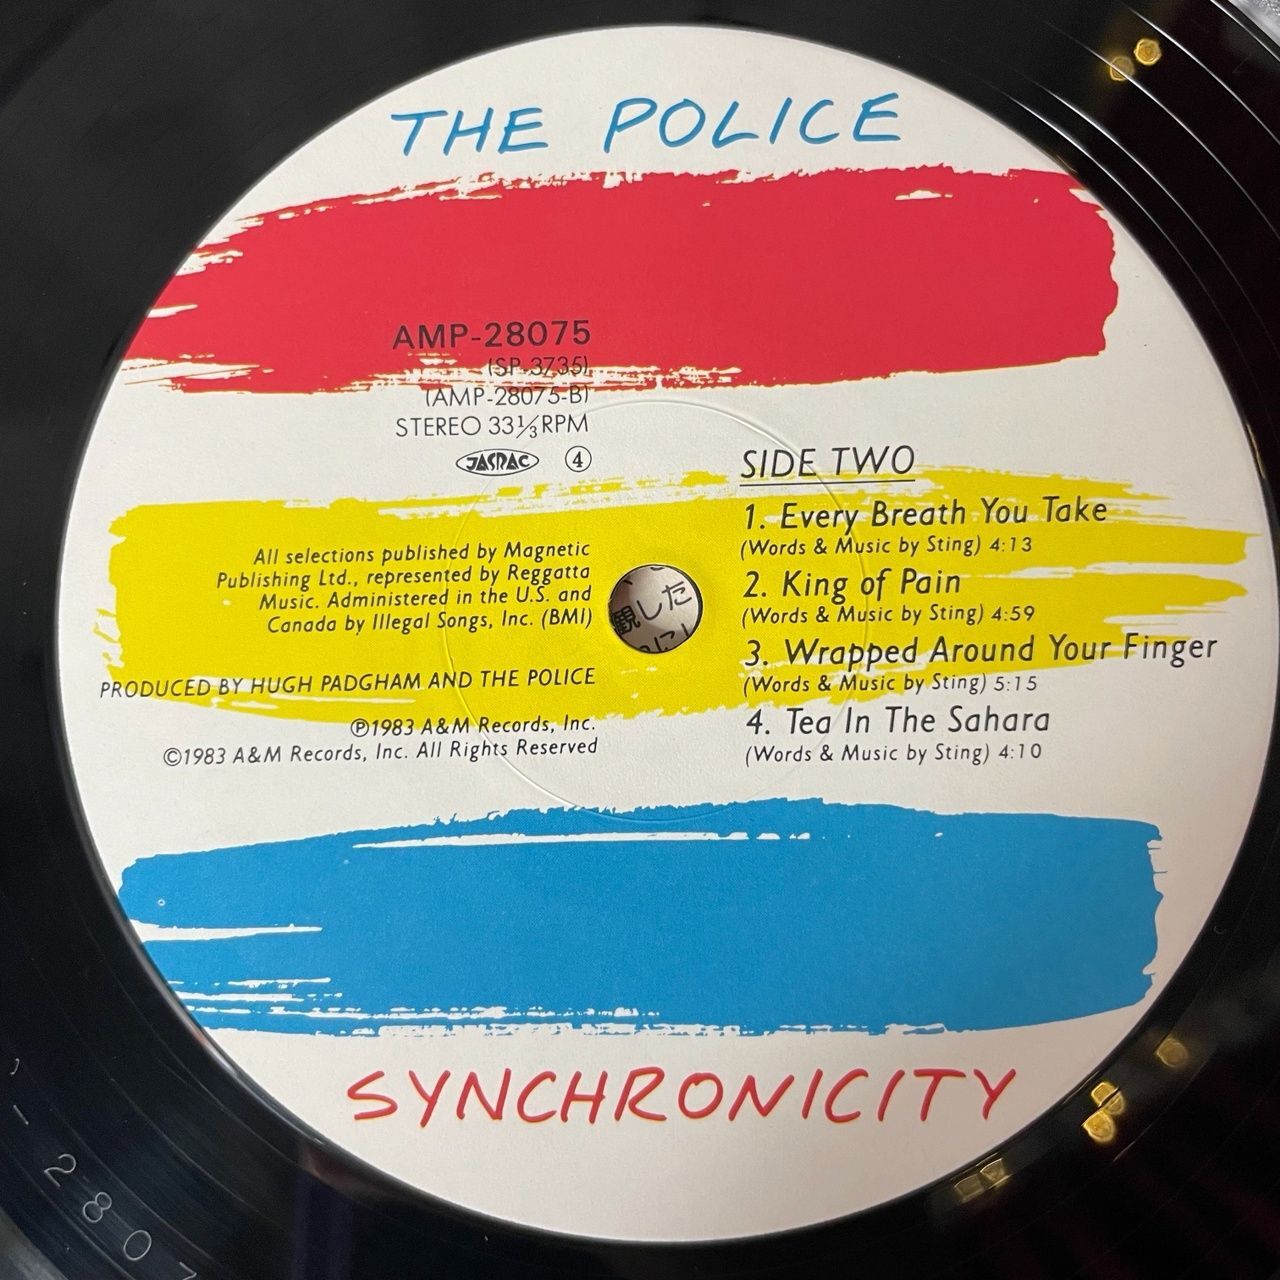 THE POLICE
AMP-28075
(SP-3735)
(AMP-28075-B)
STEREO 33⅓RPM
JASRAC ④
All selections published by Magnetic
Publishing Ltd., represented by Reggatta
Music. Administered in the U.S. and
Canada by Illegal Songs, Inc. (BMI)
PRODUCED BY HUGH PADGHAM AND THE POLICE
℗1983 A&M Records, Inc.
©1983 A&M Records, Inc. All Rights Reserved
観した
に
SIDE TWO
1. Every Breath You Take
(Words & Music by Sting) 4:13
2. King of Pain
(Words & Music by Sting) 4:59
3. Wrapped Around Your Finger
(Words & Music by Sting) 5:15
4. Tea In The Sahara
(Words & Music by Sting) 4:10
SYNCHRONICITY
- 2807